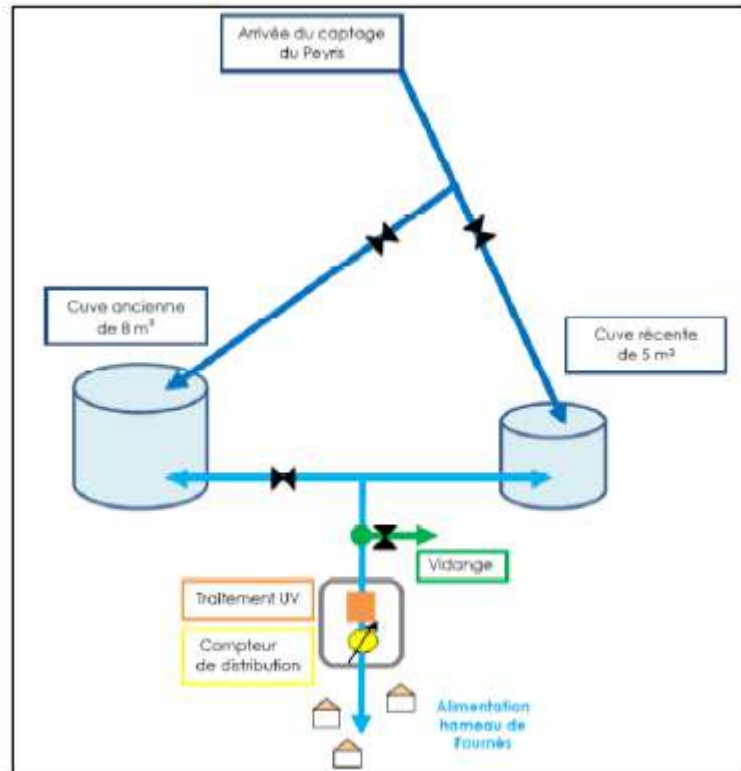 Arrivée du captage
du Peyris
Cuve ancienne
de 8 m³
Cuve récente
de 5 m³
Vidange
Traitement UV
Compteur
de distribution
Alimentation
hameau de
Fournès